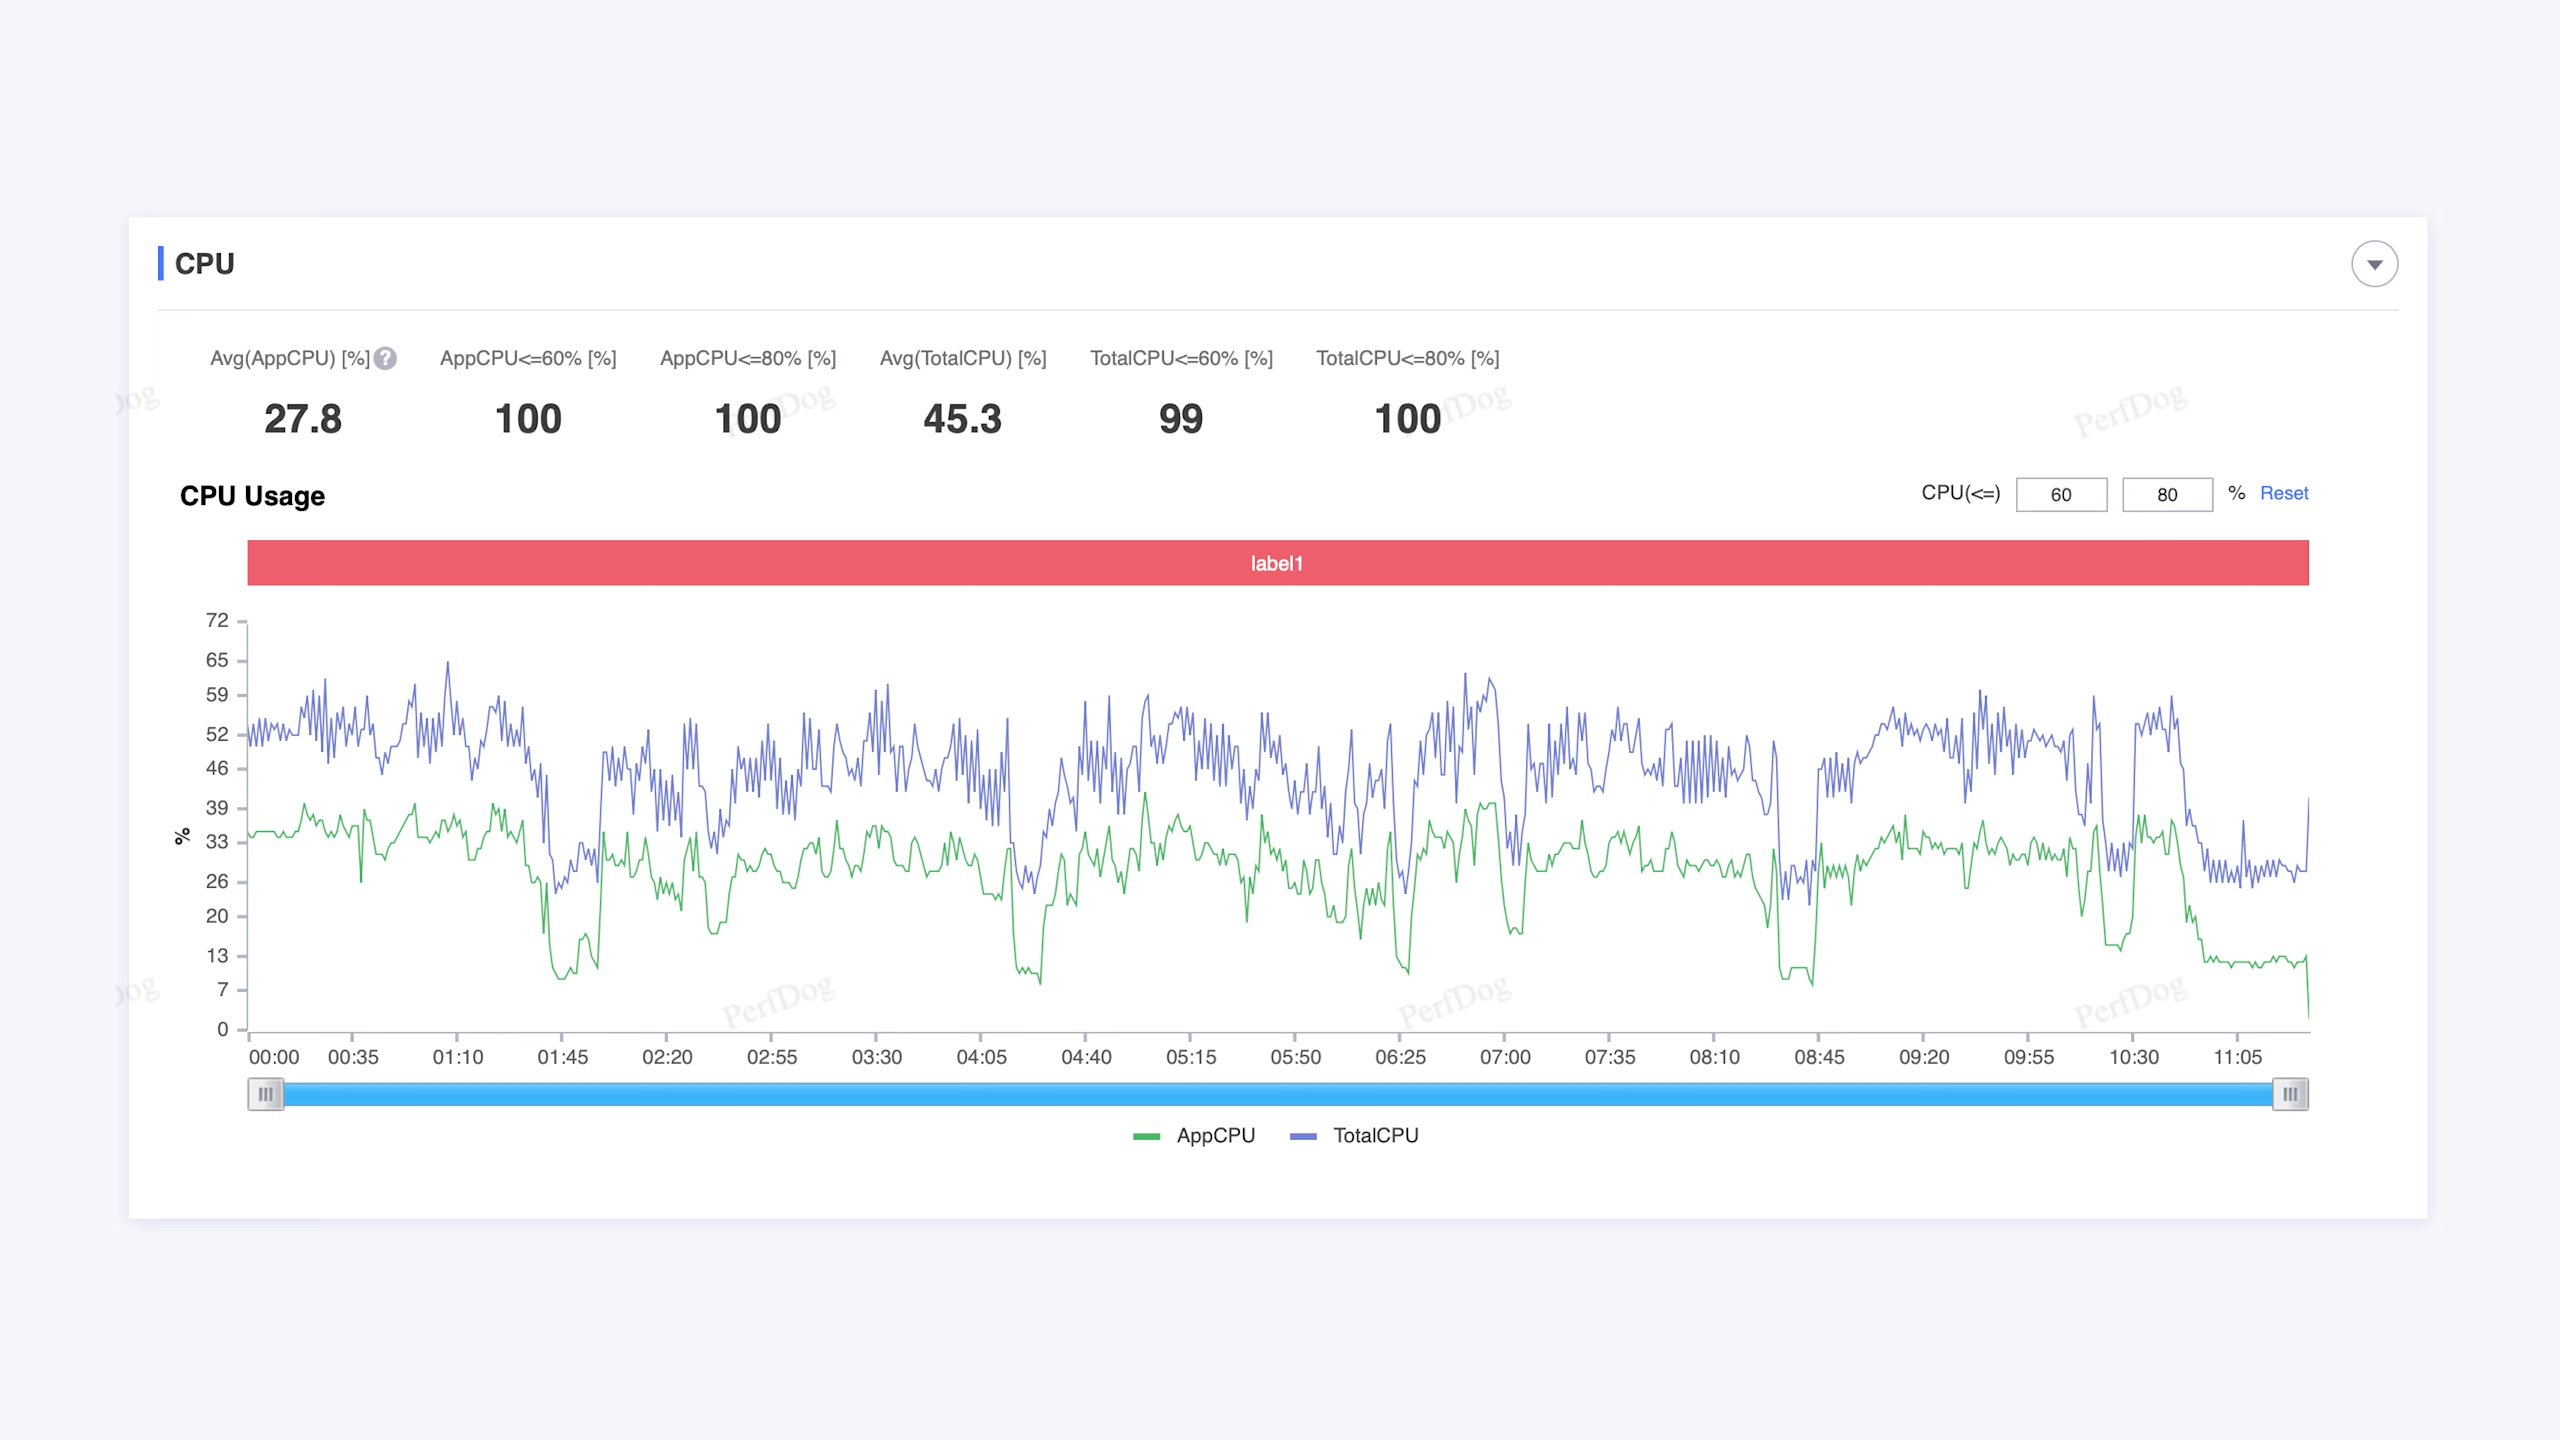 CPU
Avg(AppCPU) [%] ? AppCPU<=60% [%] AppCPU<=80% [%] Avg(TotalCPU) [%] TotalCPU<=60% [%] TotalCPU<=80% [%]
27.8 100 100 45.3 99 100
CPU Usage
CPU(<=) 60 80 % Reset
label1
72
65
59
52
46
39
33
26
20
13
7
0
%
00:00 00:35 01:10 01:45 02:20 02:55 03:30 04:05 04:40 05:15 05:50 06:25 07:00 07:35 08:10 08:45 09:20 09:55 10:30 11:05
AppCPU TotalCPU
PerfDog
PerfDog
PerfDog
PerfDog